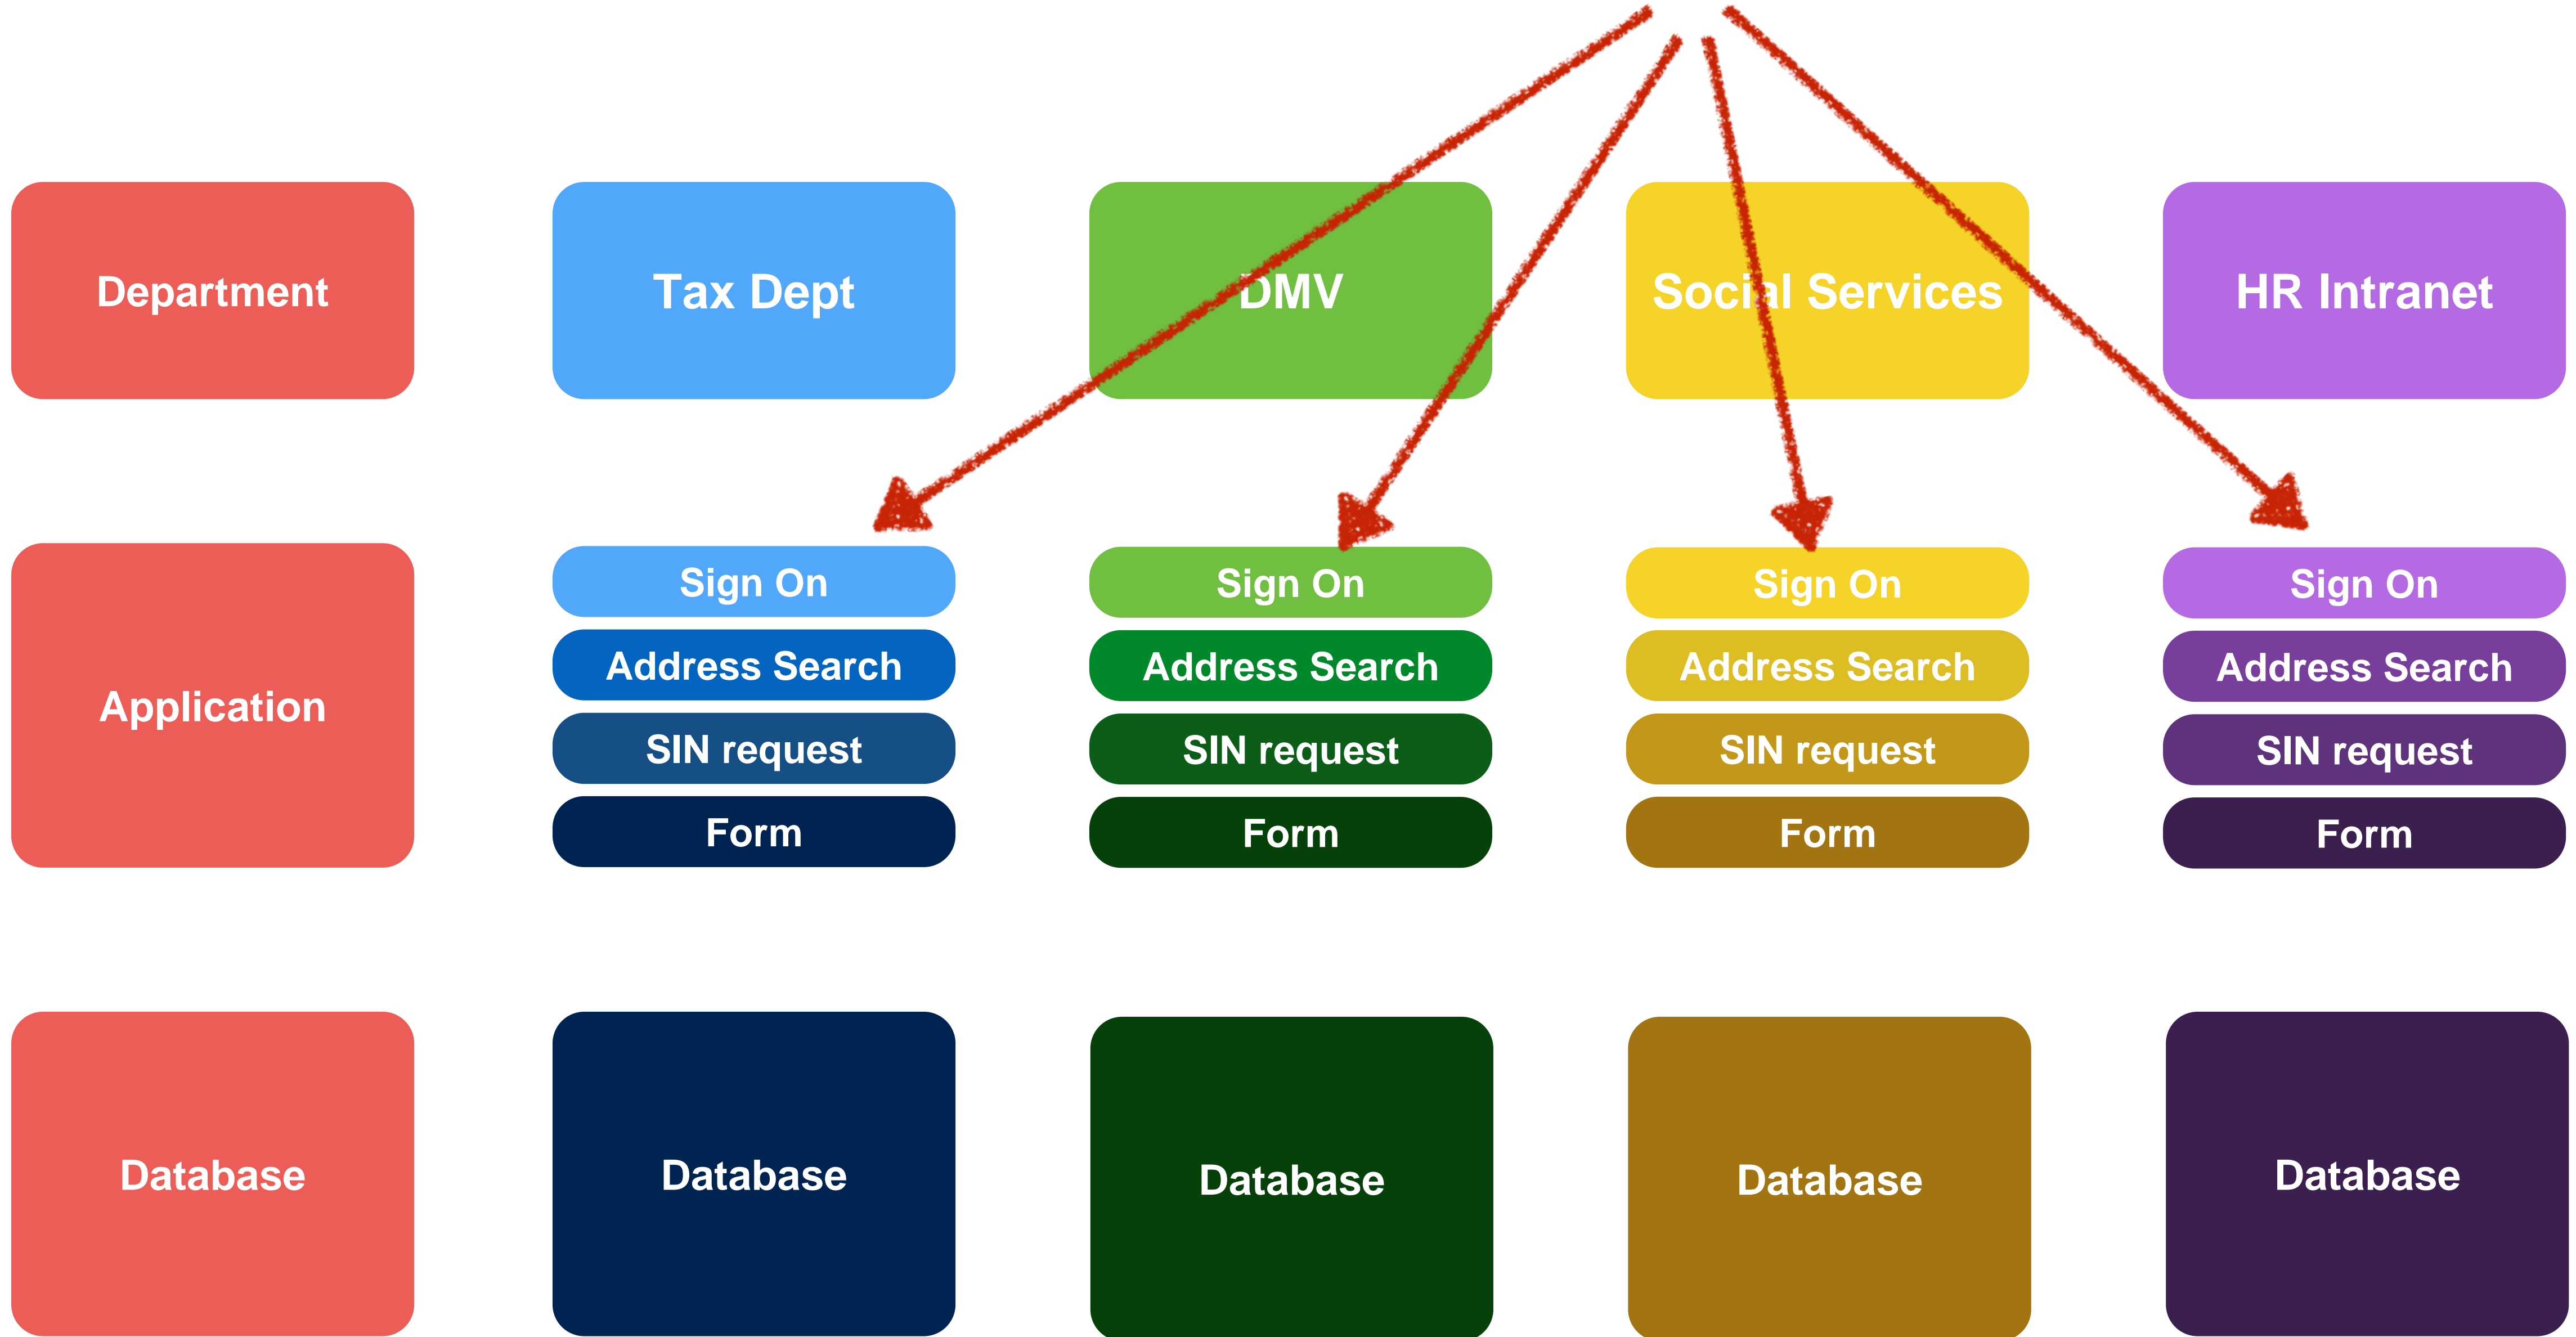 Department
Tax Dept
DMV
Social Services
HR Intranet
Application
Sign On
Address Search
SIN request
Form
Sign On
Address Search
SIN request
Form
Sign On
Address Search
SIN request
Form
Sign On
Address Search
SIN request
Form
Database
Database
Database
Database
Database